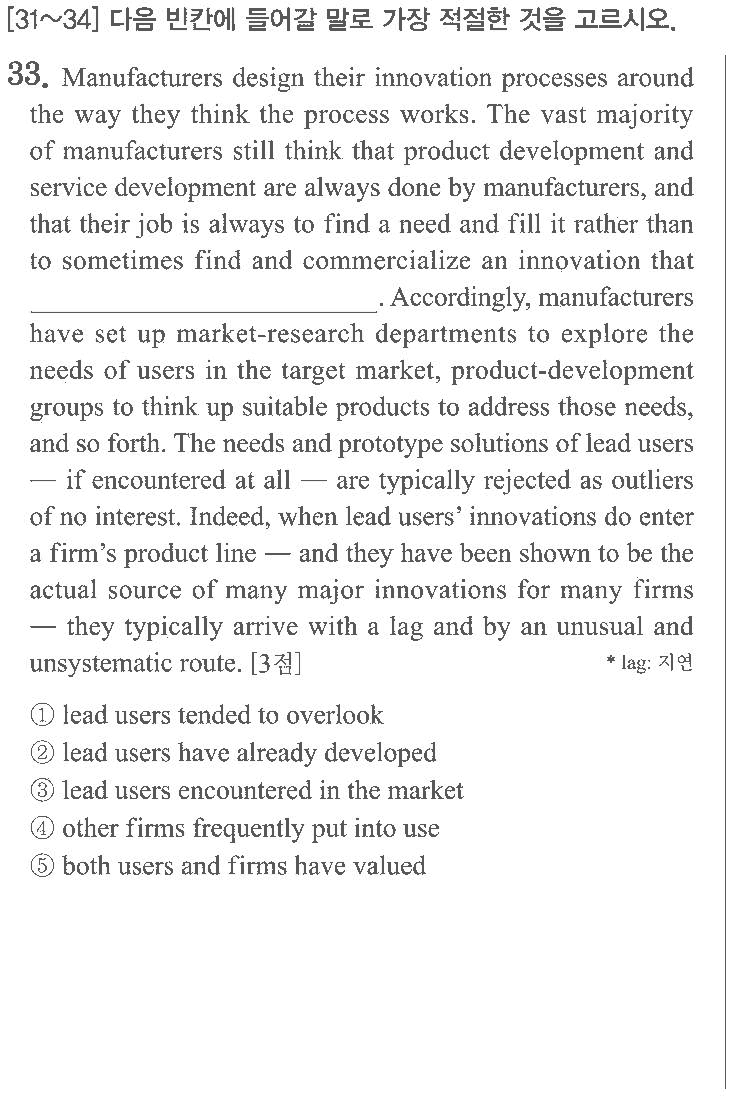 [31~34] 다음 빈칸에 들어갈 말로 가장 적절한 것을 고르시오.
33. Manufacturers design their innovation processes around
the way they think the process works. The vast majority
of manufacturers still think that product development and
service development are always done by manufacturers, and
that their job is always to find a need and fill it rather than
to sometimes find and commercialize an innovation that
____________________. Accordingly, manufacturers
have set up market-research departments to explore the
needs of users in the target market, product-development
groups to think up suitable products to address those needs,
and so forth. The needs and prototype solutions of lead users
— if encountered at all — are typically rejected as outliers
of no interest. Indeed, when lead users’ innovations do enter
a firm’s product line — and they have been shown to be the
actual source of many major innovations for many firms
— they typically arrive with a lag and by an unusual and
unsystematic route. [3점] * lag: 지연
① lead users tended to overlook
② lead users have already developed
③ lead users encountered in the market
④ other firms frequently put into use
⑤ both users and firms have valued